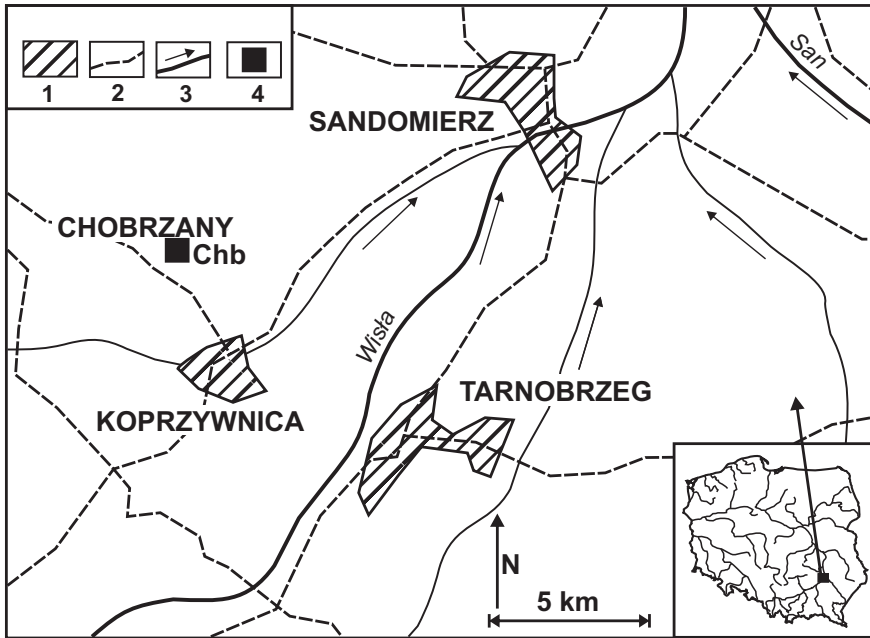 1 2 3 4
San
SANDOMIERZ
CHOBRZANY
Chb
Wisła
TARNOBRZEG
KOPRZYWNICA
N
5 km